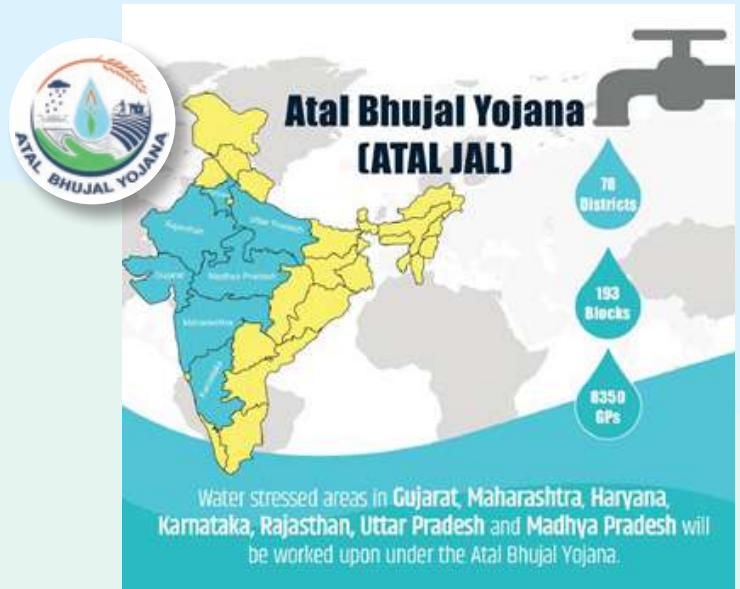 ATAL BHUJAL YOJANA
Atal Bhujal Yojana
(ATAL JAL)
78
Districts
193
Blocks
8350
GPs
Rajasthan
Uttar Pradesh
Gujarat
Madhya Pradesh
Maharashtra
Karnataka
Water stressed areas in Gujarat, Maharashtra, Haryana,
Karnataka, Rajasthan, Uttar Pradesh and Madhya Pradesh will
be worked upon under the Atal Bhujal Yojana.